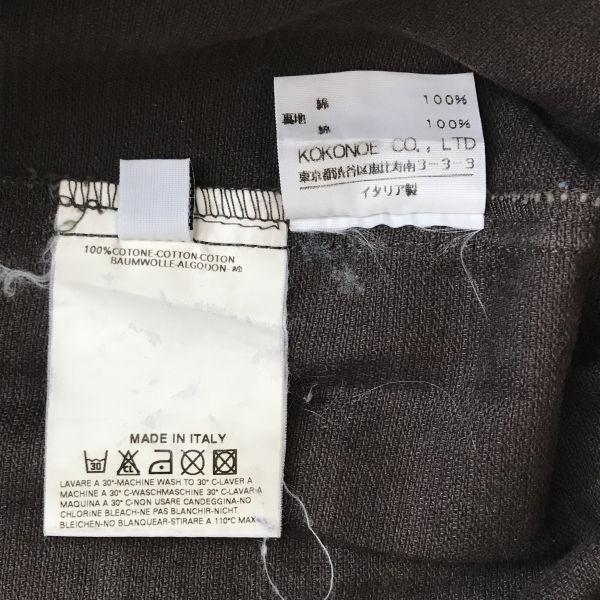 綿 100%
裏地
綿 100%
KOKONOE CO., LTD
東京都渋谷区恵比寿南3-3-3
イタリア製
100%COTONE-COTTON-COTON
BAUMWOLLE-ALGODON-綿
MADE IN ITALY
30
CL
LAVARE A 30°-MACHINE WASH TO 30° C-LAVER A
MACHINE A 30° C-WASCHMASCHINE 30° C-LAVAR A
MAQUINA A 30° C-NON USARE CANDEGGINA-NO
CHLORINE BLEACH-NE PAS BLANCHIR-NICHT
BLEICHEN-NO BLANQUEAR-STIRARE A 110°C MAX